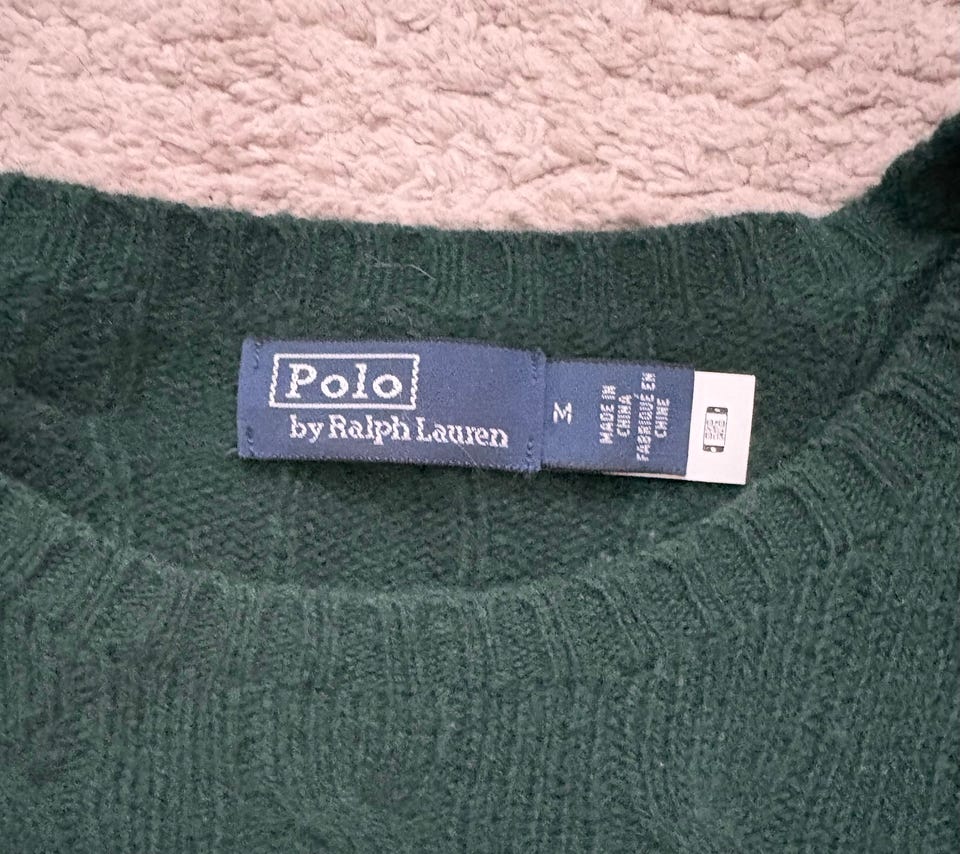 Polo
by Ralph Lauren
M
MADE IN
CHINA
FABRIQUÉ EN
CHINE